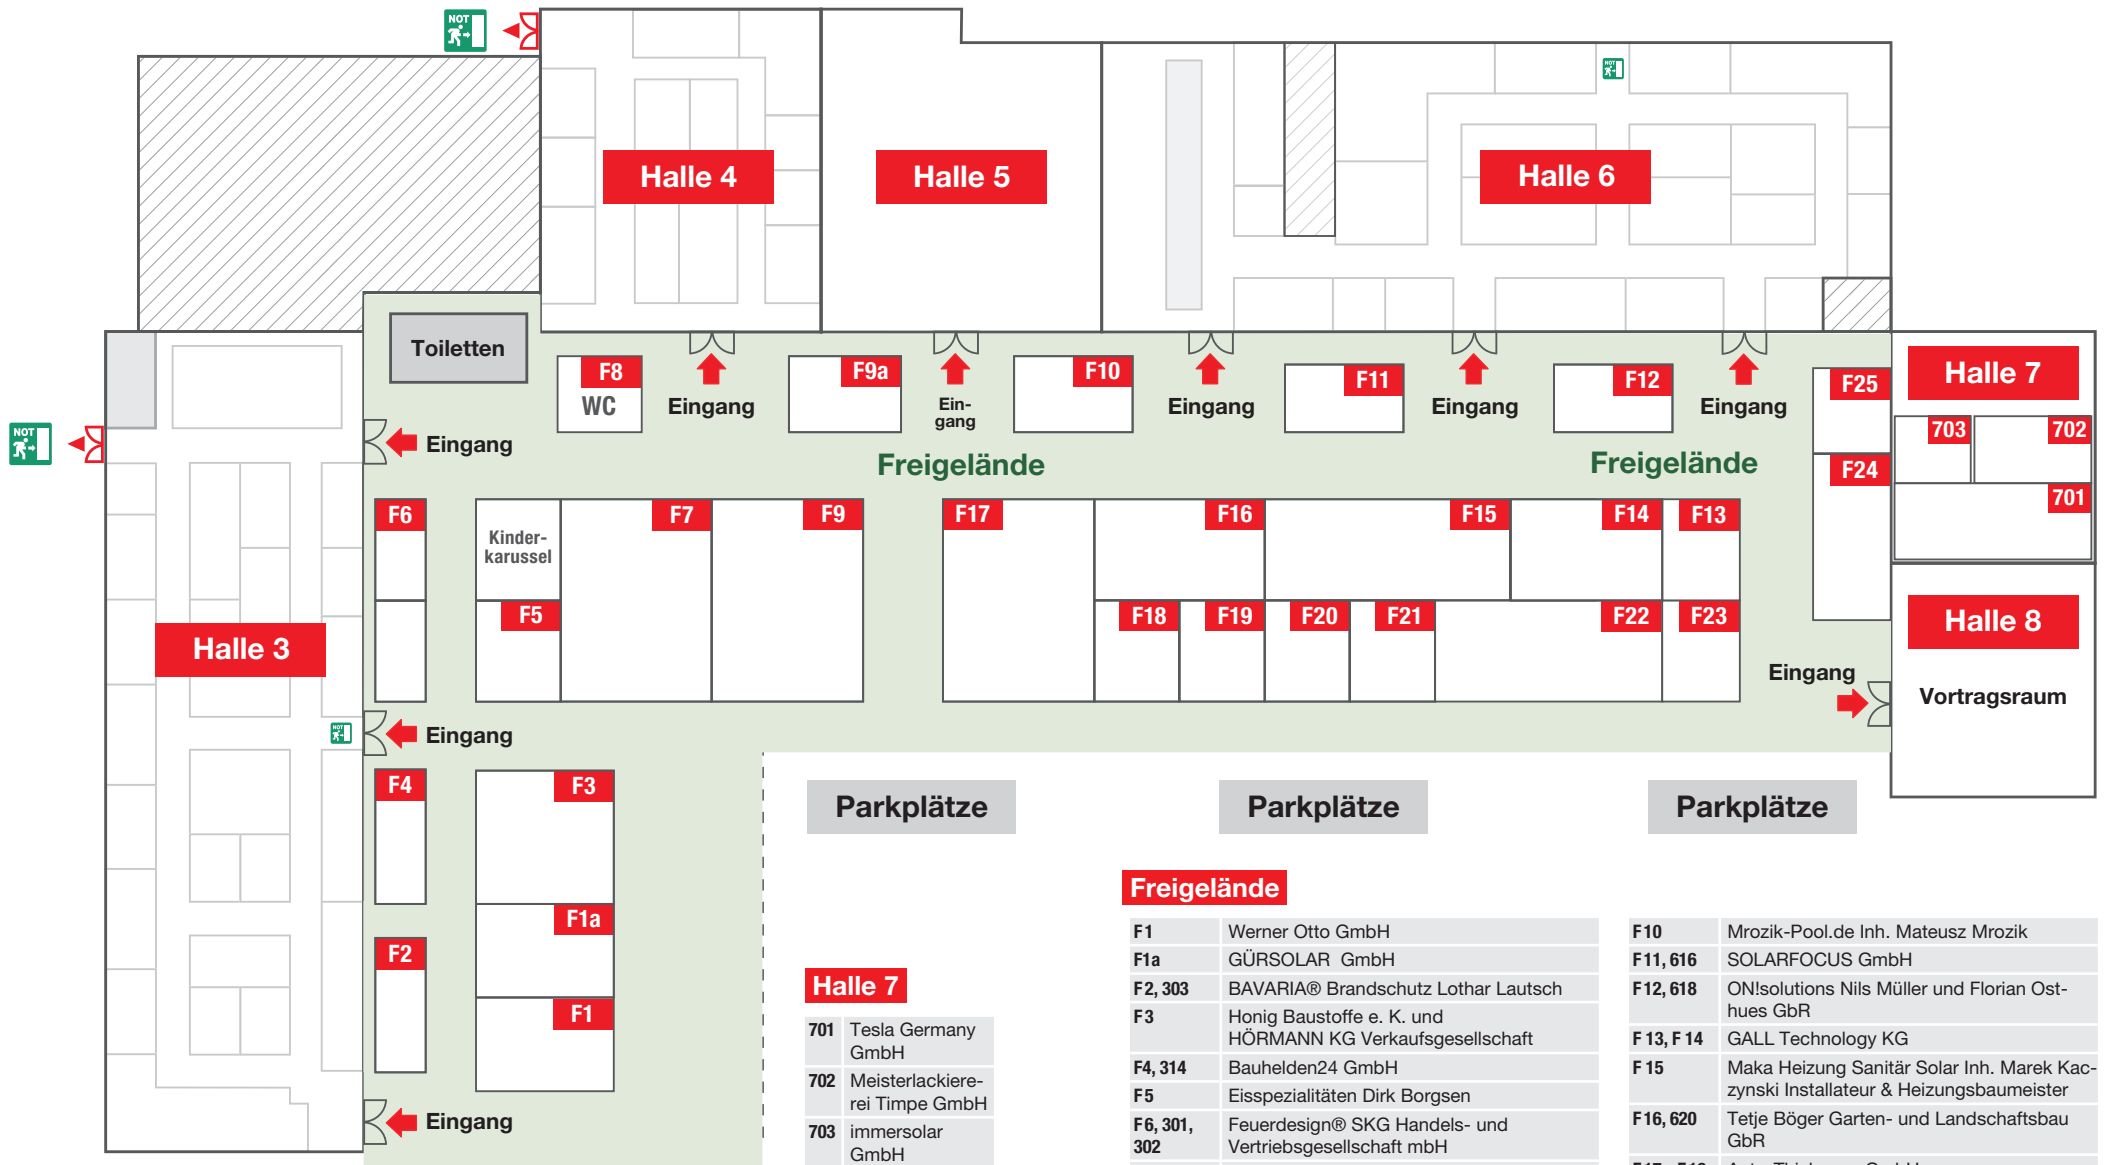 NOT
Halle 4
Halle 5
Halle 6
NOT
Toiletten
F8
WC
Eingang
F9a
Ein-
gang
F10
Eingang
F11
Eingang
F12
Eingang
F25
Halle 7
703
702
701
F24
NOT
Eingang
Freigelände
Freigelände
F6
Kinder-
karussel
F7
F9
F17
F16
F15
F14
F13
F5
F18
F19
F20
F21
F22
F23
Halle 3
Halle 8
Eingang
Vortragsraum
NOT
Eingang
F4
F3
Parkplätze
Parkplätze
Parkplätze
F1a
F2
F1
Eingang
Halle 7
701 Tesla Germany
GmbH
702 Meisterlackiere-
rei Timpe GmbH
703 immersolar
GmbH
Freigelände
F1 Werner Otto GmbH
F1a GÜRSOLAR GmbH
F2, 303 BAVARIA® Brandschutz Lothar Lautsch
F3 Honig Baustoffe e. K. und
HÖRMANN KG Verkaufsgesellschaft
F4, 314 Bauhelden24 GmbH
F5 Eisspezialitäten Dirk Borgsen
F6, 301, Feuerdesign® SKG Handels- und
302 Vertriebsgesellschaft mbH
F10 Mrozik-Pool.de Inh. Mateusz Mrozik
F11, 616 SOLARFOCUS GmbH
F12, 618 ON!solutions Nils Müller und Florian Ost-
hues GbR
F 13, F 14 GALL Technology KG
F 15 Maka Heizung Sanitär Solar Inh. Marek Kac-
zynski Installateur & Heizungsbaumeister
F16, 620 Tetje Böger Garten- und Landschaftsbau
GbR